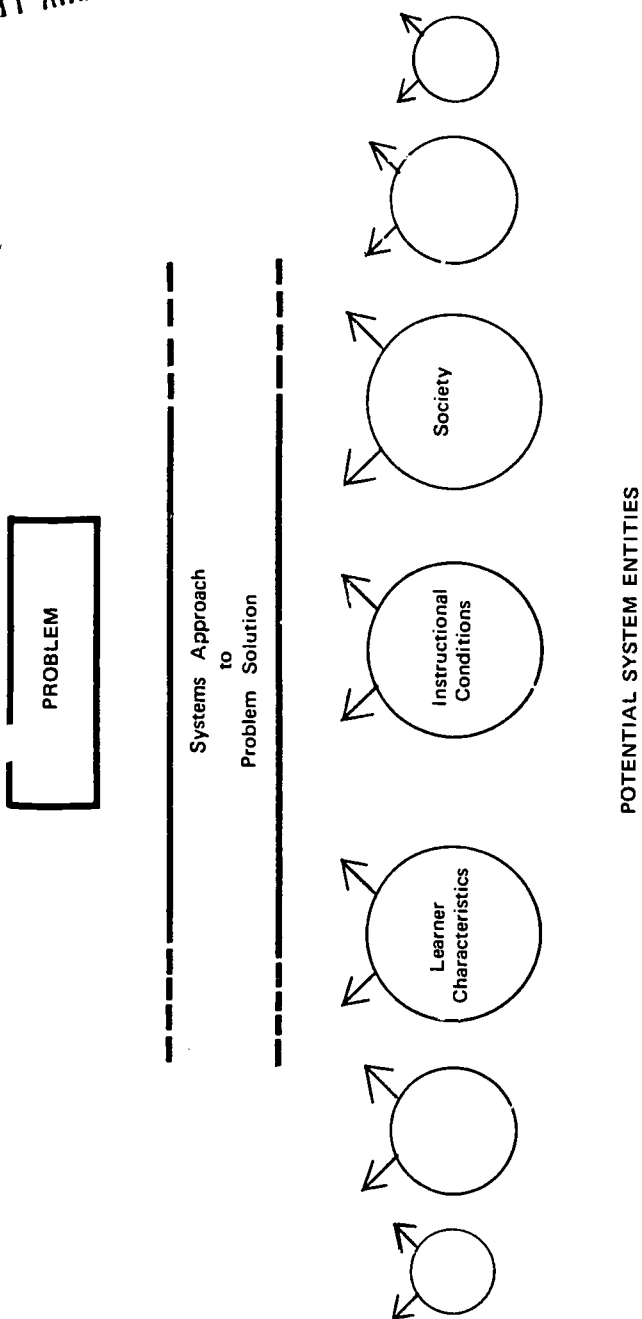 PROBLEM
Systems Approach
to
Problem Solution
Learner
Characteristics
Instructional
Conditions
Society
POTENTIAL SYSTEM ENTITIES